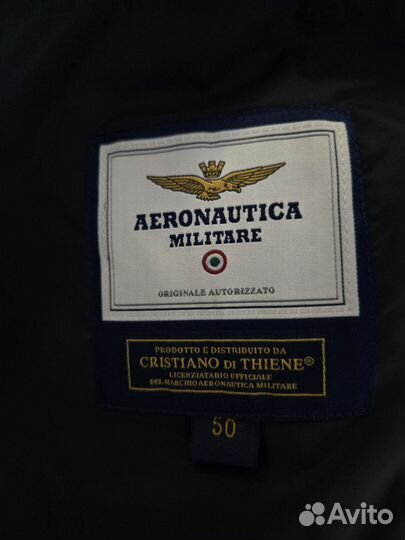 AERONAUTICA
MILITARE
ORIGINALE AUTORIZZATO
PRODOTTO E DISTRIBUITO DA
CRISTIANO DI THIENE®
LICENZIATARIO UFFICIALE
DEL MARCHIO AERONAUTICA MILITARE
50
Avito